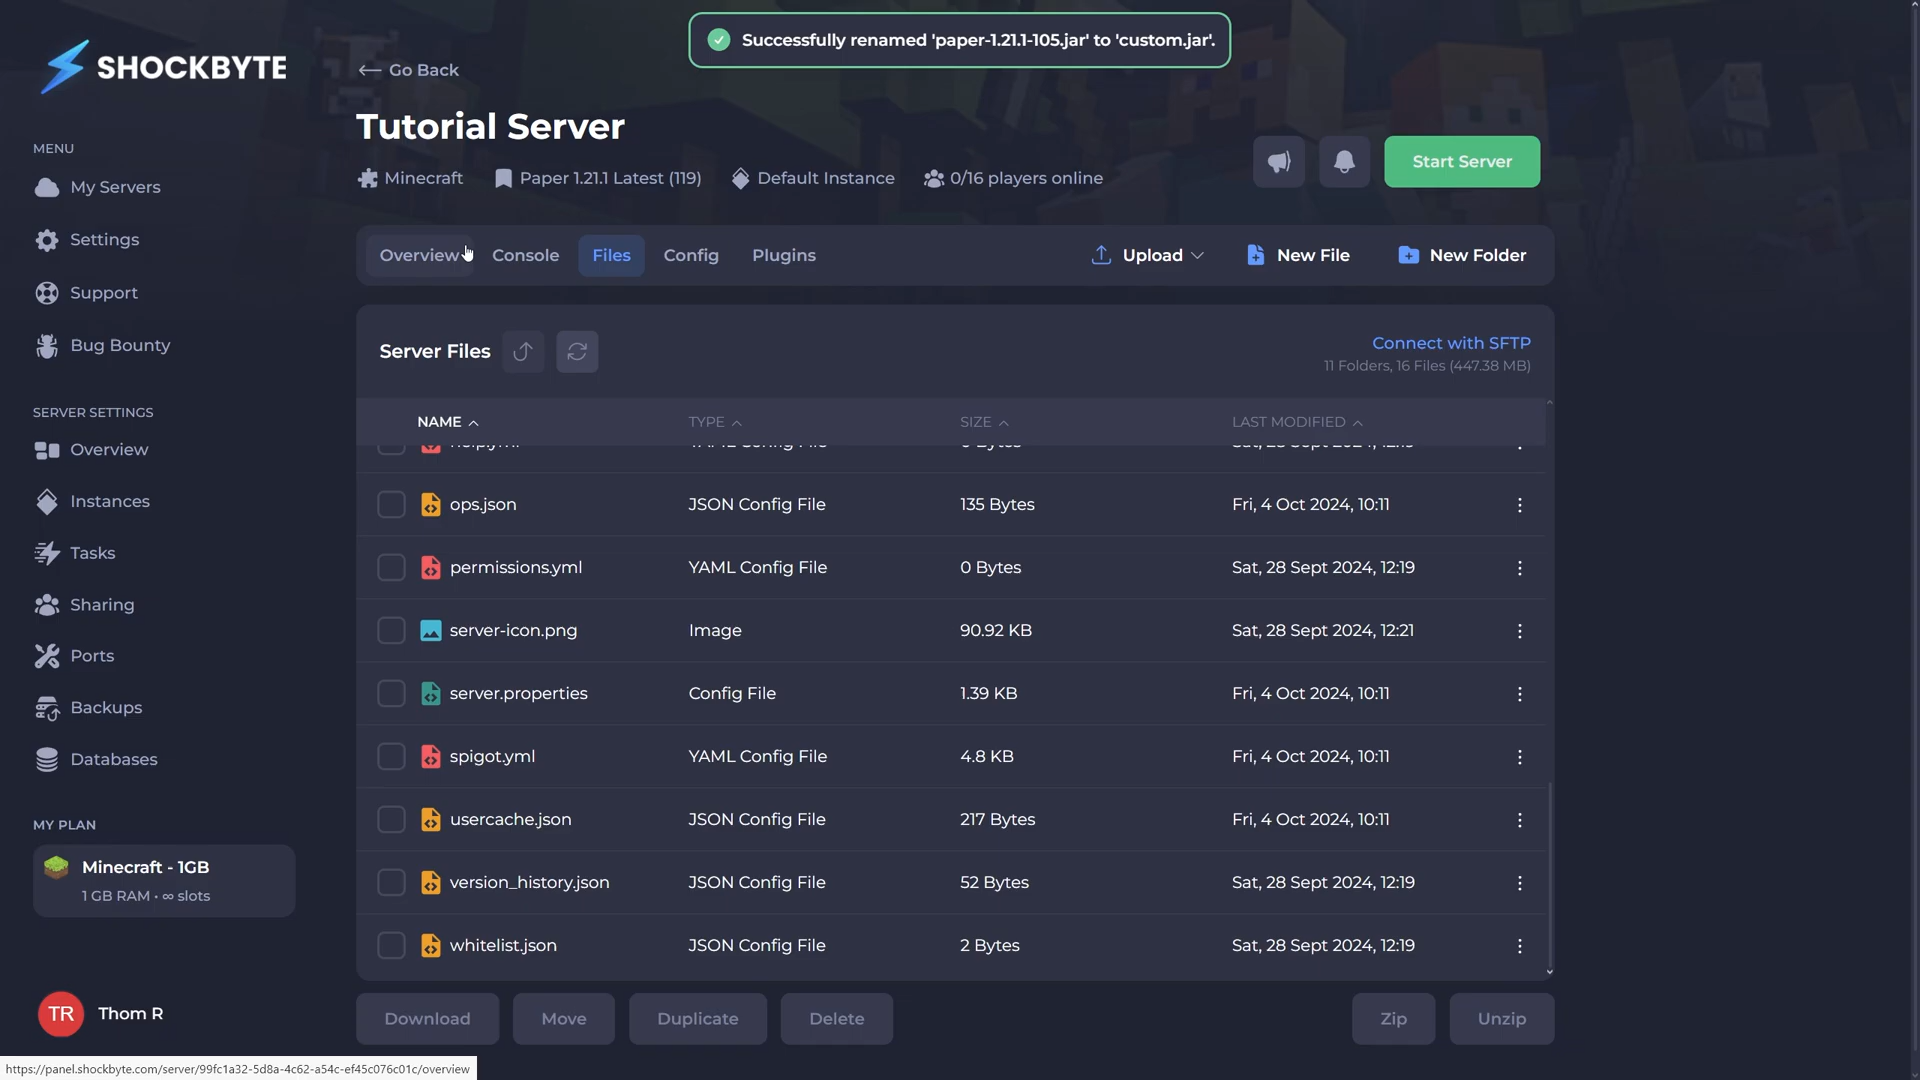 Successfully renamed 'paper-1.21.1-105.jar' to 'custom.jar'.
SHOCKBYTE
Go Back
Tutorial Server
Minecraft
Paper 1.21.1 Latest (119)
Default Instance
0/16 players online
Start Server
MENU
My Servers
Settings
Support
Bug Bounty
SERVER SETTINGS
Overview
Instances
Tasks
Sharing
Ports
Backups
Databases
MY PLAN
Minecraft - 1GB
1 GB RAM • ∞ slots
TR
Thom R
Overview
Console
Files
Config
Plugins
Upload
New File
New Folder
Server Files
Connect with SFTP
11 Folders, 16 Files (447.38 MB)
NAME TYPE SIZE LAST MODIFIED
ops.json JSON Config File 135 Bytes Fri, 4 Oct 2024, 10:11
permissions.yml YAML Config File 0 Bytes Sat, 28 Sept 2024, 12:19
server-icon.png Image 90.92 KB Sat, 28 Sept 2024, 12:21
server.properties Config File 1.39 KB Fri, 4 Oct 2024, 10:11
spigot.yml YAML Config File 4.8 KB Fri, 4 Oct 2024, 10:11
usercache.json JSON Config File 217 Bytes Fri, 4 Oct 2024, 10:11
version_history.json JSON Config File 52 Bytes Sat, 28 Sept 2024, 12:19
whitelist.json JSON Config File 2 Bytes Sat, 28 Sept 2024, 12:19
Download
Move
Duplicate
Delete
Zip
Unzip
https://panel.shockbyte.com/server/99fc1a32-5d8a-4c62-a54c-ef45c076c01c/overview